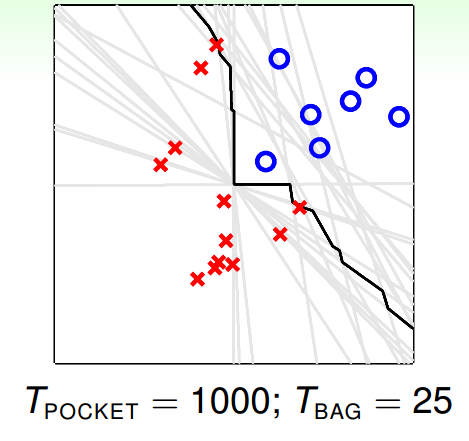 T_POCKET = 1000; T_BAG = 25